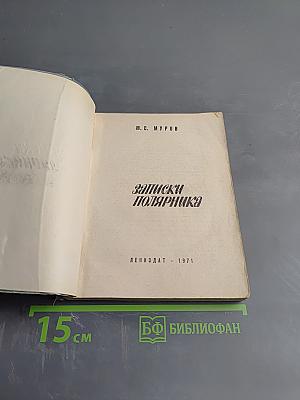 М. С. МУРОВ
ЗАПИСКИ
ПОЛЯРНИКА
ЛЕНИЗДАТ - 1971
15 см
БФ БИБЛИОФАН